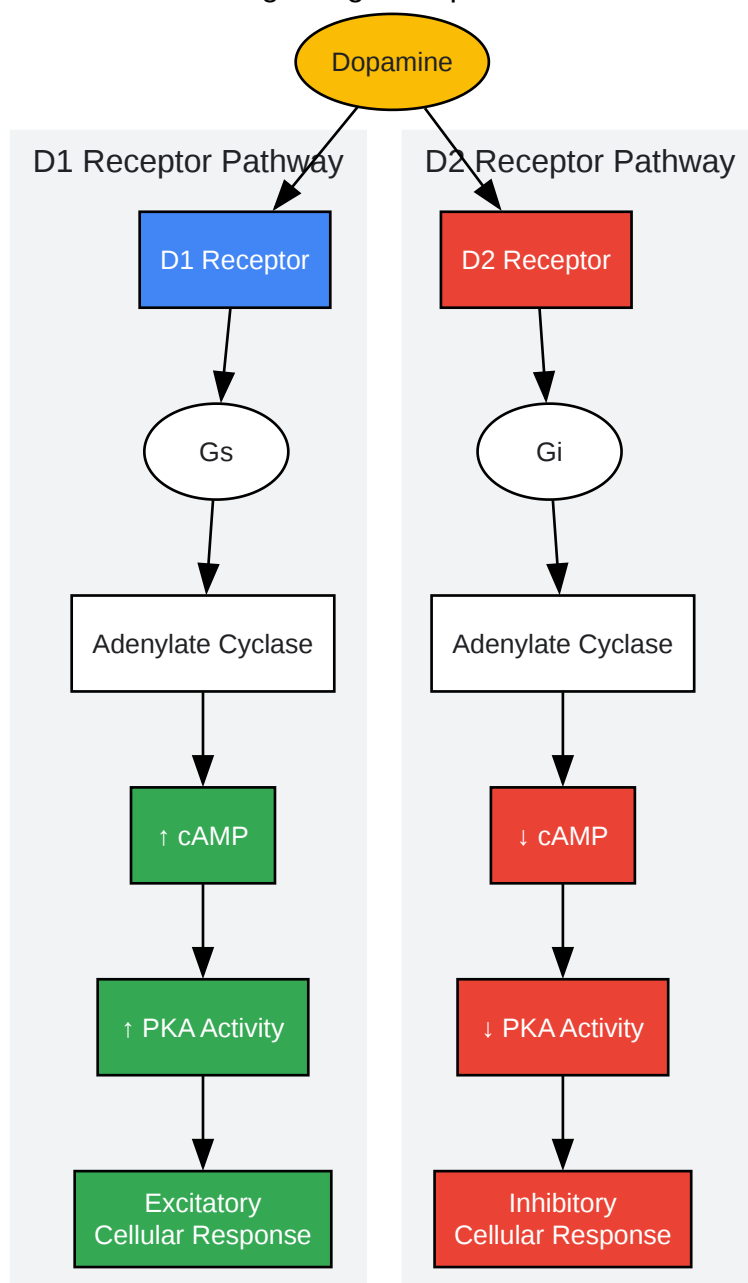 Dopamine
D1 Receptor Pathway
D2 Receptor Pathway
D1 Receptor
D2 Receptor
Gs
Gi
Adenylate Cyclase
Adenylate Cyclase
↑ cAMP
↓ cAMP
↑ PKA Activity
↓ PKA Activity
Excitatory
Cellular Response
Inhibitory
Cellular Response